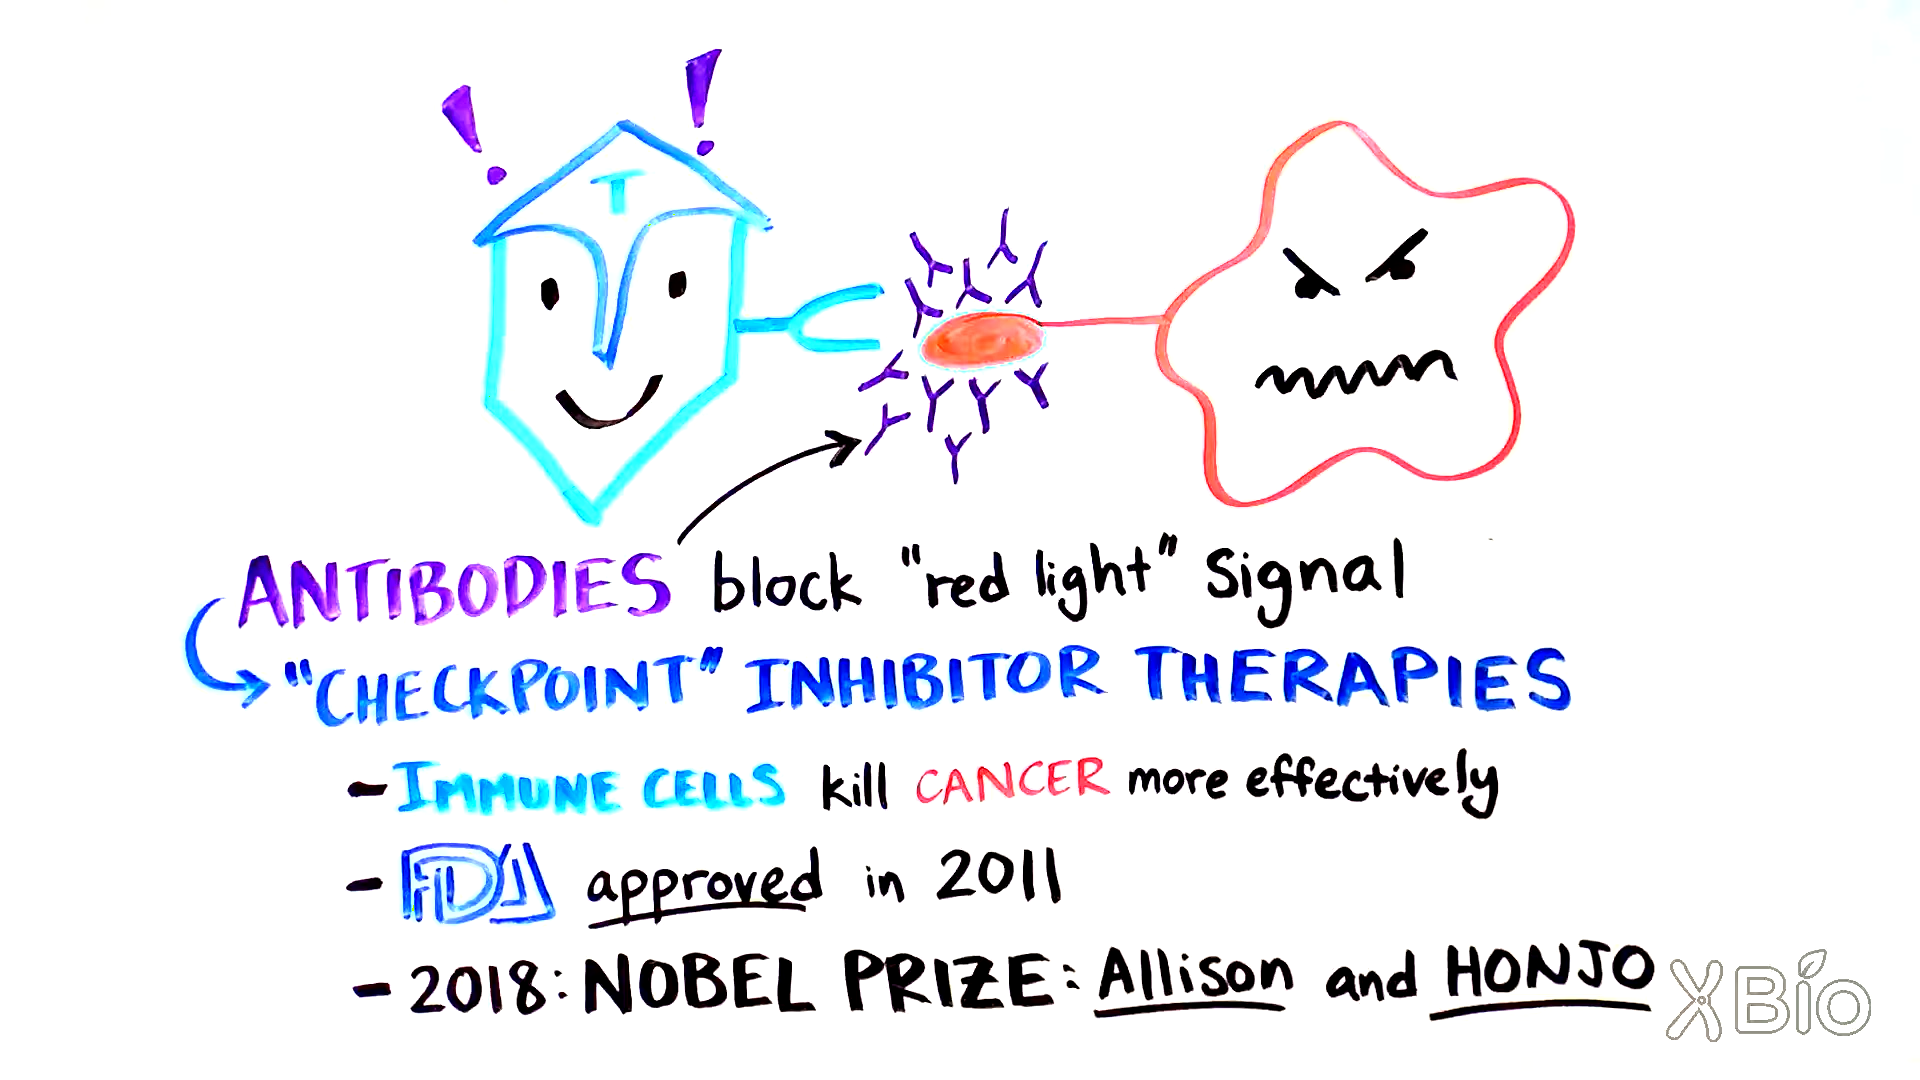 T
ANTIBODIES block "red light" signal
"CHECKPOINT" INHIBITOR THERAPIES
- IMMUNE CELLS kill CANCER more effectively
- FDA approved in 2011
- 2018: NOBEL PRIZE: Allison and HONJO
XBio